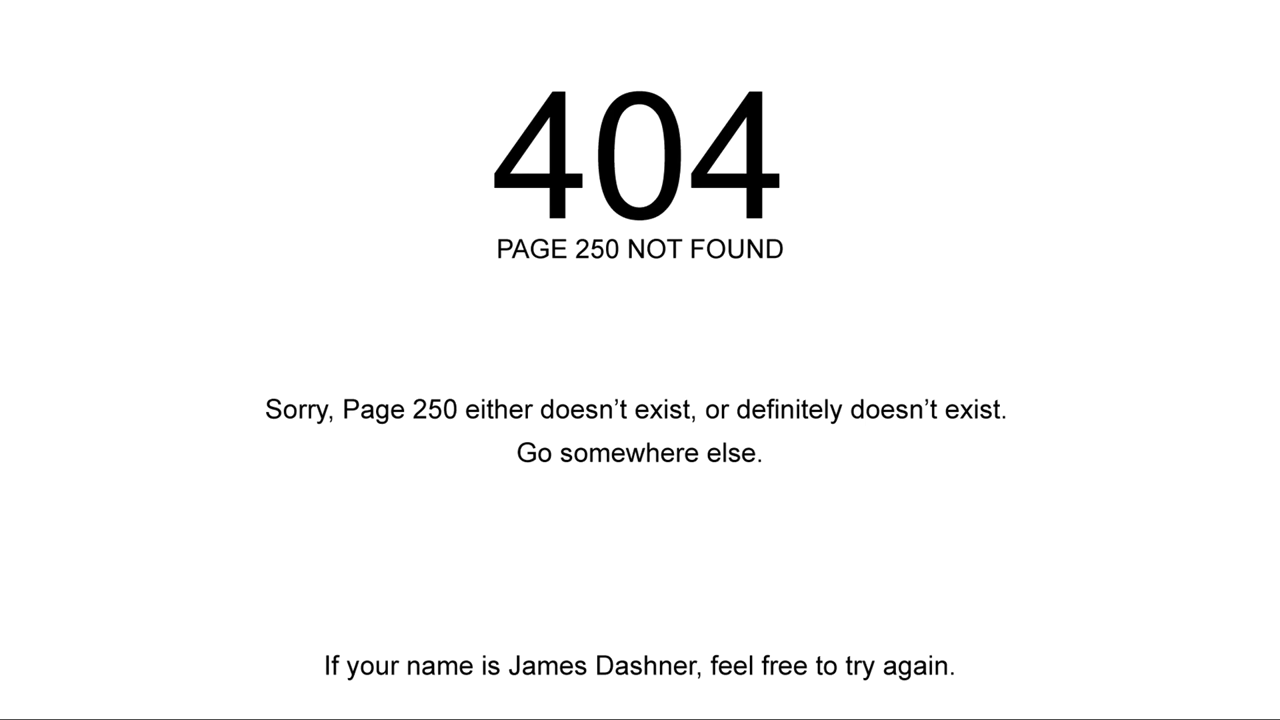 404
PAGE 250 NOT FOUND
Sorry, Page 250 either doesn’t exist, or definitely doesn’t exist.
Go somewhere else.
If your name is James Dashner, feel free to try again.